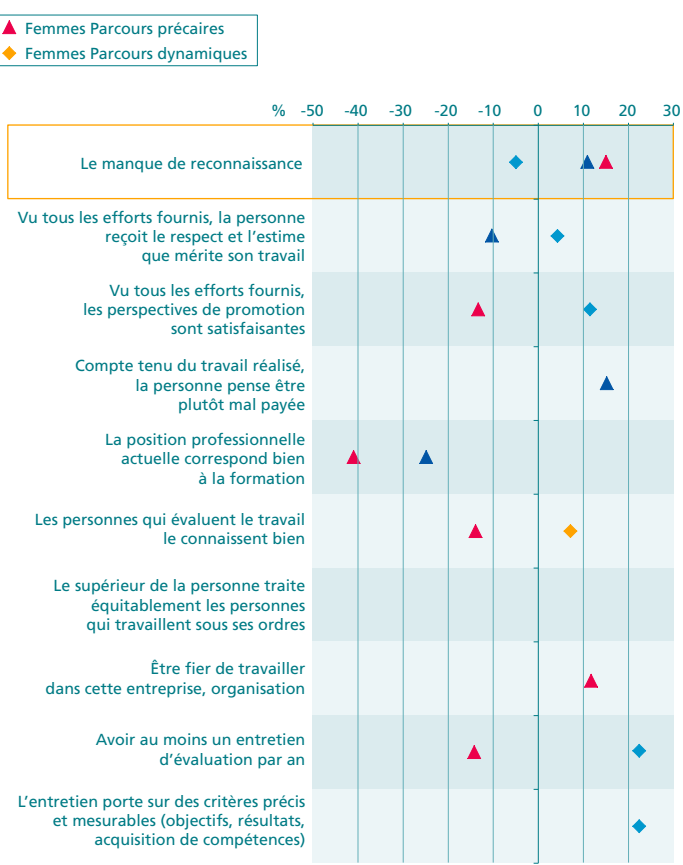 Femmes Parcours précaires
Femmes Parcours dynamiques
% -50 -40 -30 -20 -10 0 10 20 30
Le manque de reconnaissance
Vu tous les efforts fournis, la personne
reçoit le respect et l'estime
que mérite son travail
Vu tous les efforts fournis,
les perspectives de promotion
sont satisfaisantes
Compte tenu du travail réalisé,
la personne pense être
plutôt mal payée
La position professionnelle
actuelle correspond bien
à la formation
Les personnes qui évaluent le travail
le connaissent bien
Le supérieur de la personne traite
équitablement les personnes
qui travaillent sous ses ordres
Être fier de travailler
dans cette entreprise, organisation
Avoir au moins un entretien
d'évaluation par an
L'entretien porte sur des critères précis
et mesurables (objectifs, résultats,
acquisition de compétences)